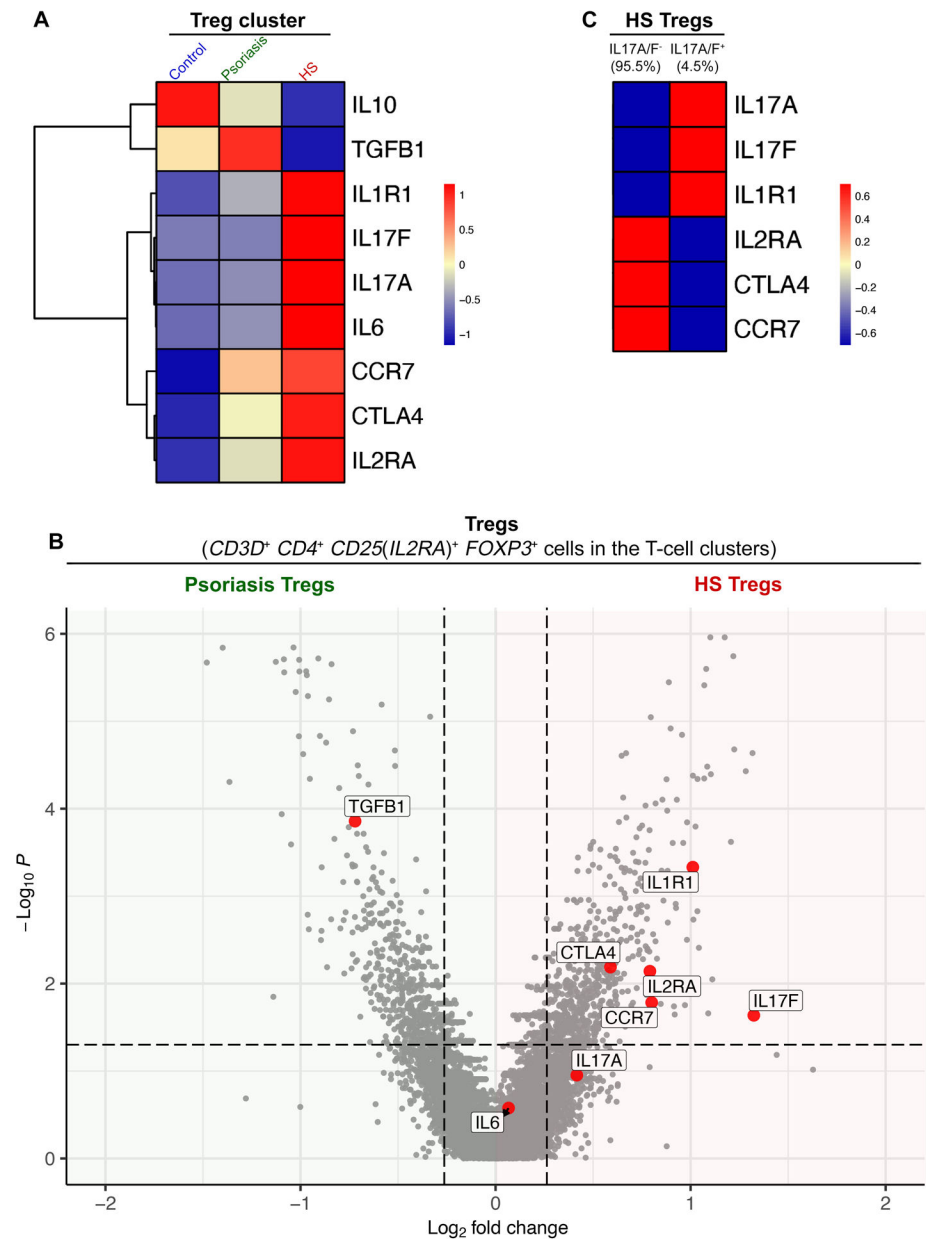 A
Treg cluster
Control
Psoriasis
HS
IL10
TGFB1
IL1R1
IL17F
IL17A
IL6
CCR7
CTLA4
IL2RA
1
0.5
0
−0.5
−1
C
HS Tregs
IL17A/F⁻ IL17A/F⁺
(95.5%) (4.5%)
IL17A
IL17F
IL1R1
IL2RA
CTLA4
CCR7
0.6
0.4
0.2
0
−0.2
−0.4
−0.6
B
Tregs
(CD3D⁺ CD4⁺ CD25(IL2RA)⁺ FOXP3⁺ cells in the T-cell clusters)
Psoriasis Tregs HS Tregs
6
4
2
0
−Log₁₀ P
TGFB1
IL1R1
CTLA4
IL2RA
IL17F
CCR7
IL17A
IL6
−2 −1 0 1 2
Log₂ fold change